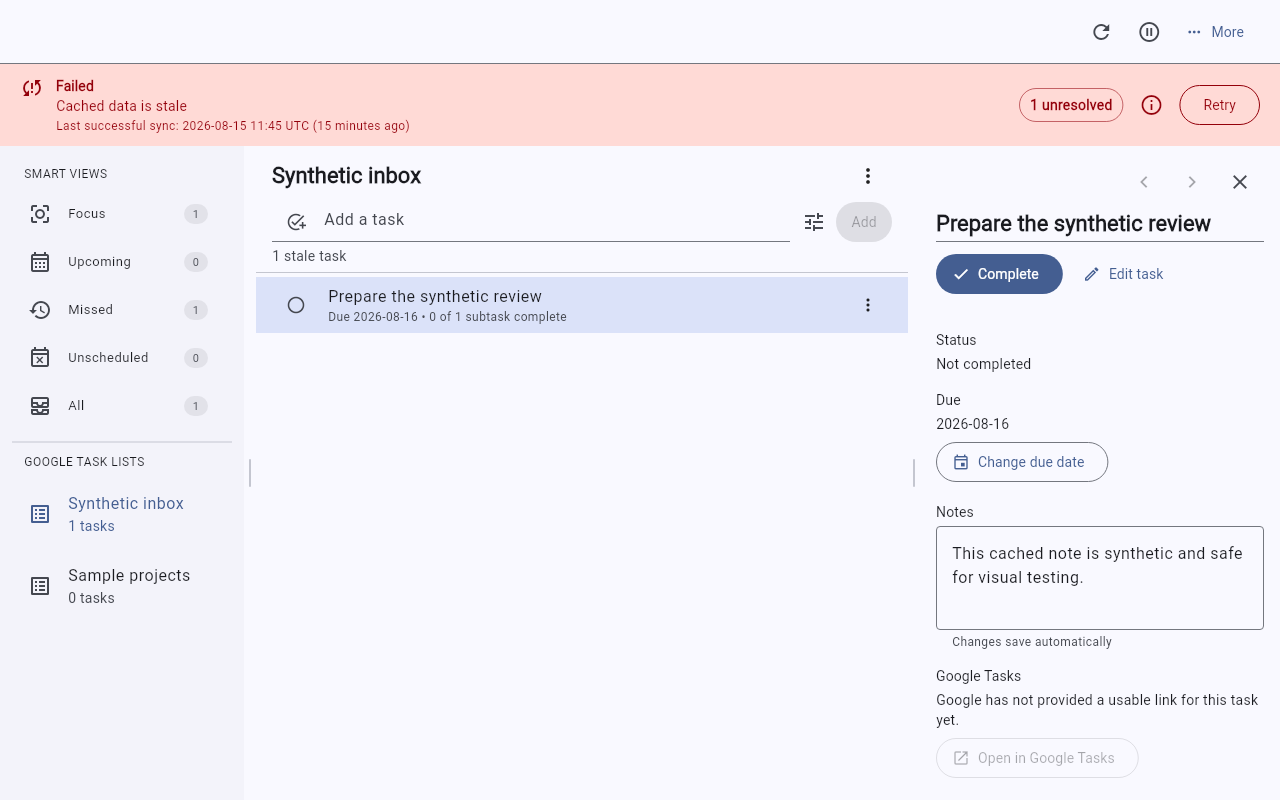 More
Failed
Cached data is stale
Last successful sync: 2026-08-15 11:45 UTC (15 minutes ago)
1 unresolved
Retry
SMART VIEWS
Focus 1
Upcoming 0
Missed 1
Unscheduled 0
All 1
GOOGLE TASK LISTS
Synthetic inbox
1 tasks
Sample projects
0 tasks
Synthetic inbox
Add a task
Add
1 stale task
Prepare the synthetic review
Due 2026-08-16 • 0 of 1 subtask complete
Prepare the synthetic review
Complete
Edit task
Status
Not completed
Due
2026-08-16
Change due date
Notes
This cached note is synthetic and safe
for visual testing.
Changes save automatically
Google Tasks
Google has not provided a usable link for this task
yet.
Open in Google Tasks